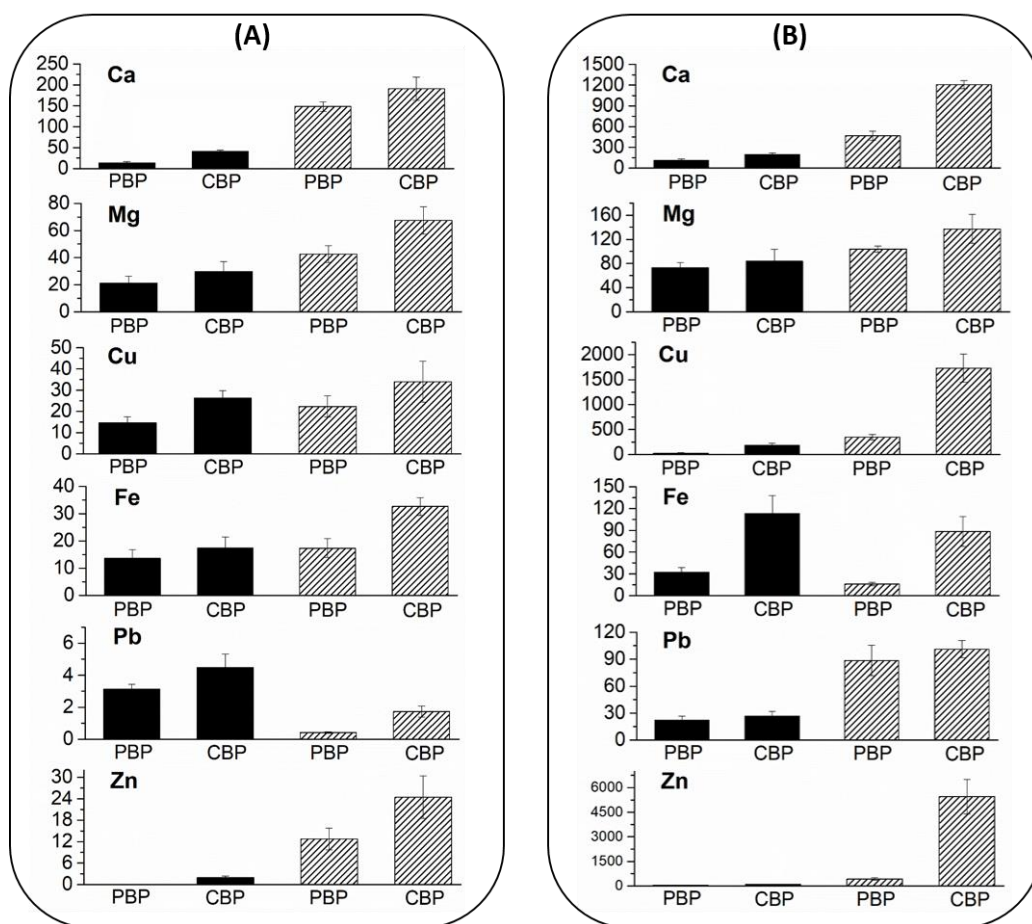 (A)
Ca
250
200
150
100
50
0
PBP CBP PBP CBP
Mg
80
60
40
20
0
PBP CBP PBP CBP
Cu
50
40
30
20
10
0
PBP CBP PBP CBP
Fe
40
30
20
10
0
PBP CBP PBP CBP
Pb
6
4
2
0
PBP CBP PBP CBP
Zn
30
24
18
12
6
0
PBP CBP PBP CBP
(B)
Ca
1500
1200
900
600
300
0
PBP CBP PBP CBP
Mg
160
120
80
40
0
PBP CBP PBP CBP
Cu
2000
1500
1000
500
0
PBP CBP PBP CBP
Fe
150
120
90
60
30
0
PBP CBP PBP CBP
Pb
120
90
60
30
0
PBP CBP PBP CBP
Zn
6000
4500
3000
1500
0
PBP CBP PBP CBP